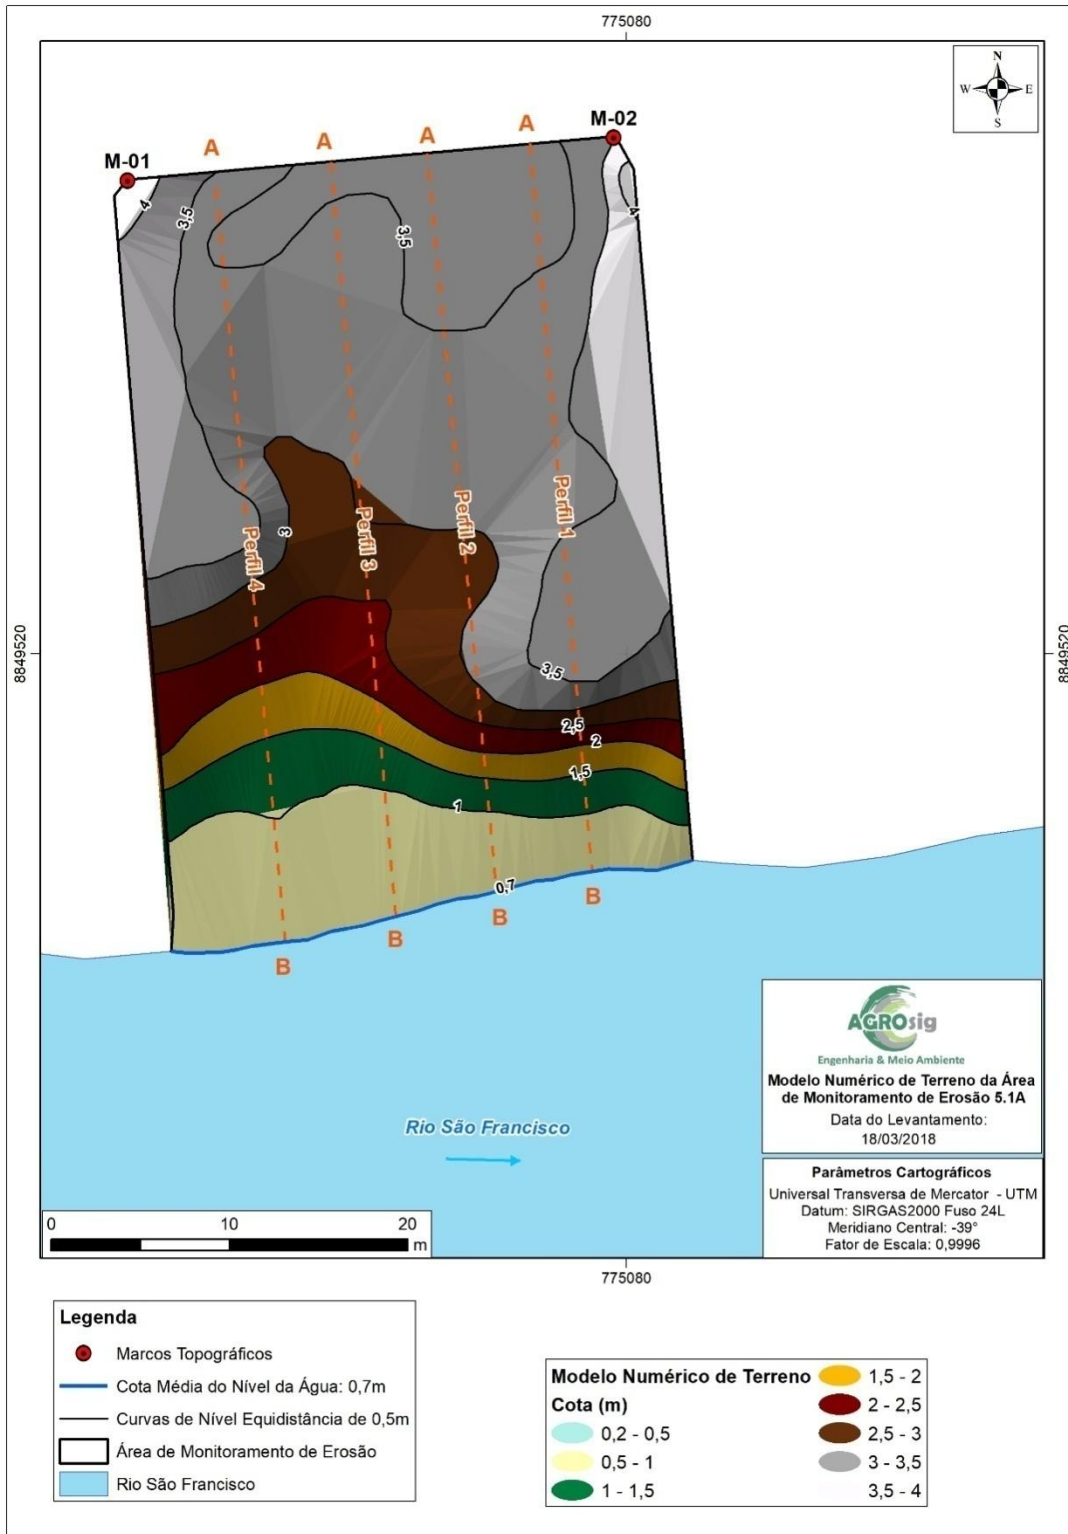 775080
N
W E
S
M-02
A
A
A
A
M-01
4
3,5
3,5
4
Perfil 1
Perfil 2
Perfil 3
Perfil 4
3
8849520
8849520
3,5
2,5
2
1,5
1
0,7
B
B
B
B
AGROsig
Engenharia & Meio Ambiente
Modelo Numérico de Terreno da Área
de Monitoramento de Erosão 5.1A
Data do Levantamento:
18/03/2018
Rio São Francisco
Parâmetros Cartográficos
Universal Transversa de Mercator - UTM
Datum: SIRGAS2000 Fuso 24L
Meridiano Central: -39°
Fator de Escala: 0,9996
0 10 20
m
775080
Legenda
Marcos Topográficos
Cota Média do Nível da Água: 0,7m
Curvas de Nível Equidistância de 0,5m
Área de Monitoramento de Erosão
Rio São Francisco
Modelo Numérico de Terreno
Cota (m)
0,2 - 0,5
0,5 - 1
1 - 1,5
1,5 - 2
2 - 2,5
2,5 - 3
3 - 3,5
3,5 - 4